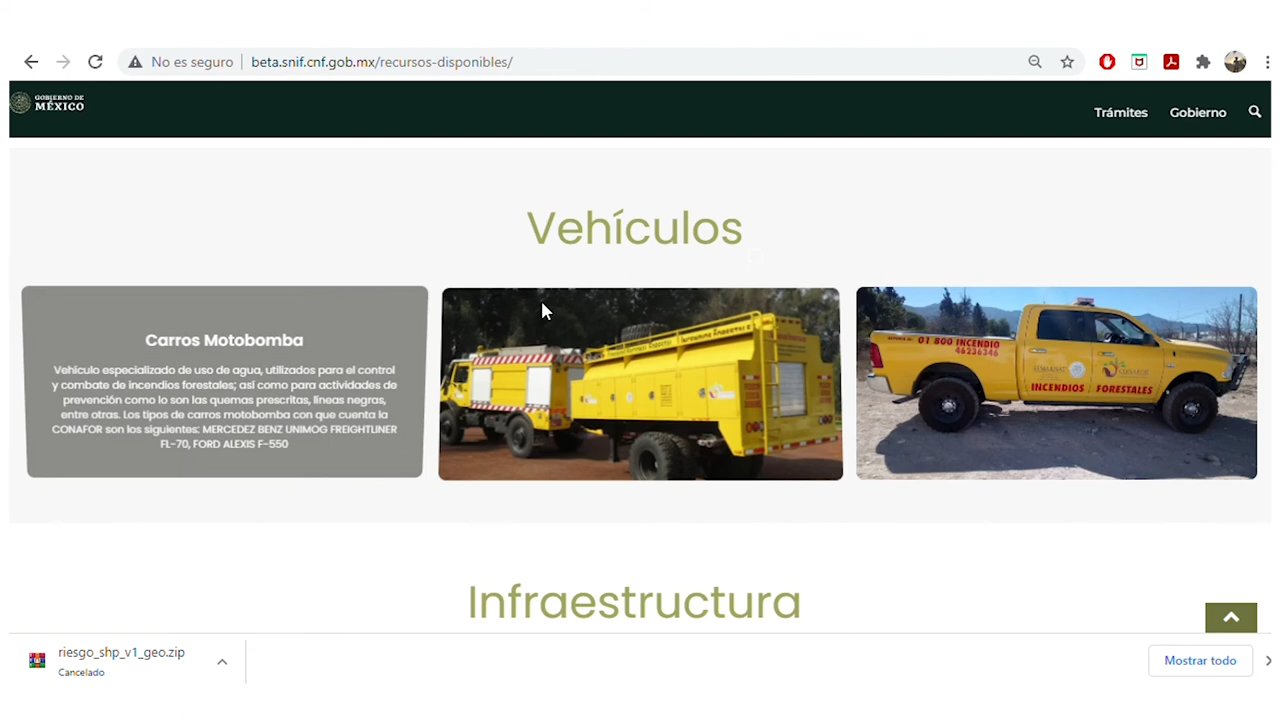 No es seguro
beta.snif.cnf.gob.mx/recursos-disponibles/
GOBIERNO DE
MÉXICO
Trámites
Gobierno
Vehículos
Carros Motobomba
Vehículo especializado de uso de agua, utilizados para el control
y combate de incendios forestales; así como para actividades de
prevención como lo son las quemas prescritas, líneas negras,
entre otras. Los tipos de carros motobomba con que cuenta la
CONAFOR son los siguientes: MERCEDEZ BENZ UNIMOG FREIGHTLINER
FL-70, FORD ALEXIS F-550
01 800 INCENDIO
46236346
SEMARNAT
CONAFOR
INCENDIOS FORESTALES
Infraestructura
riesgo_shp_v1_geo.zip
Cancelado
Mostrar todo